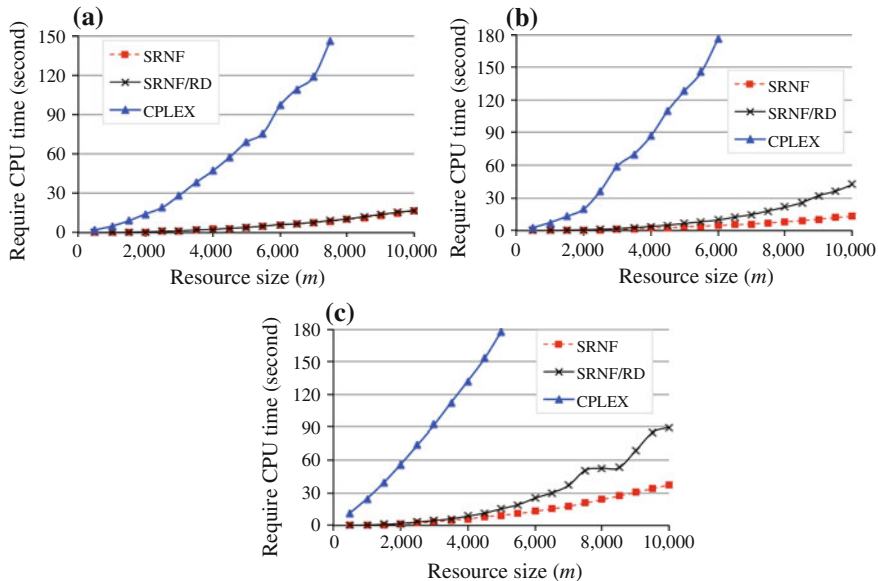 (a)
Require CPU time (second)
150
120
90
60
30
0
SRNF
SRNF/RD
CPLEX
0
2,000
4,000
6,000
8,000
10,000
Resource size (m)
(b)
Require CPU time (second)
180
150
120
90
60
30
0
SRNF
SRNF/RD
CPLEX
0
2,000
4,000
6,000
8,000
10,000
Resource size (m)
(c)
Require CPU time (second)
180
150
120
90
60
30
0
SRNF
SRNF/RD
CPLEX
0
2,000
4,000
6,000
8,000
10,000
Resource size (m)